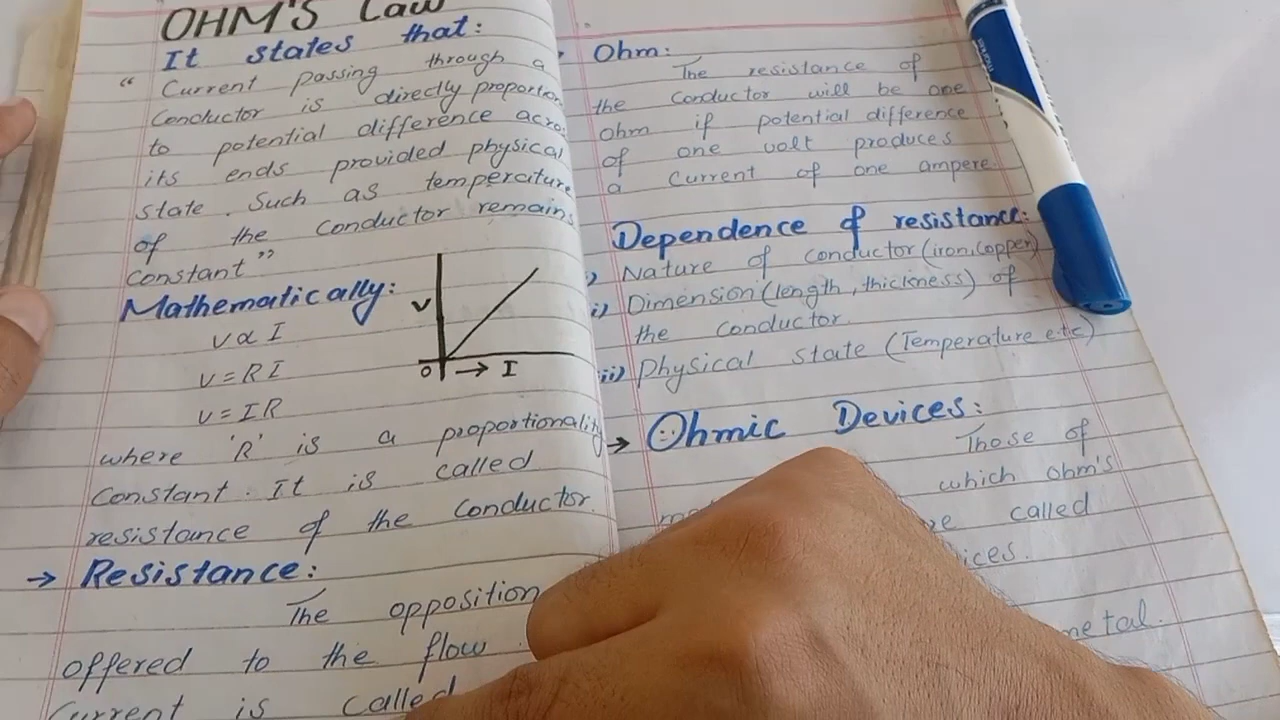 OHM'S Law
It states that:
“ Current passing through a
Conductor is directly proportion
to potential difference acros
its ends provided physical
state. Such as temperature
of the Conductor remains
constant”
Mathematically:
V ∝ I
V = RI
V = IR
V
0 → I
where 'R' is a proportionality
Constant. It is called
resistance of the Conductor.
→ Resistance:
The opposition
offered to the flow
Current is Called
Ohm:
The resistance of
the Conductor will be one
ohm if potential difference
of one volt produces
a Current of one ampere.
Dependence of resistance:
i) Nature of conductor (iron, Copper)
ii) Dimension (length, thickness) of
the Conductor.
iii) Physical state (Temperature etc)
→ Ohmic Devices:
Those of
which ohm's
called
metal.